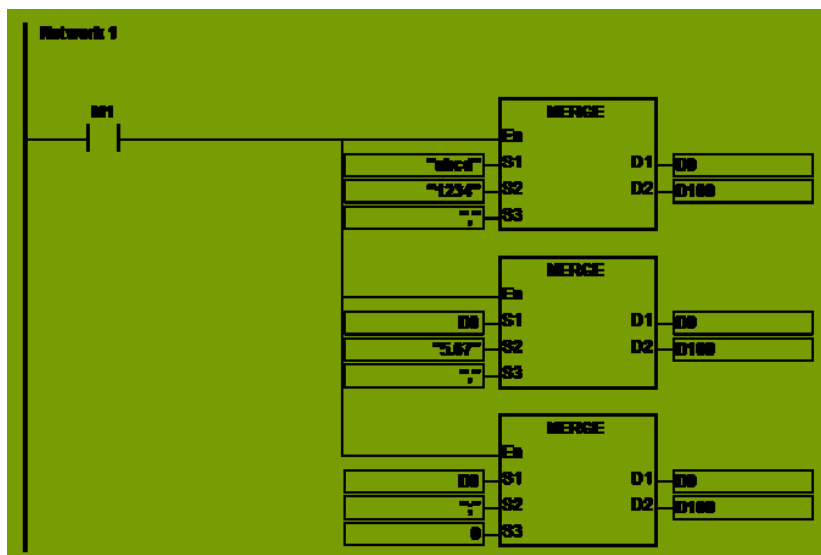 Network 1
M1
MERGE
En
"abcd" S1 D1 D0
"1234" S2 D2 D100
"," S3
MERGE
En
D0 S1 D1 D0
"5.67" S2 D2 D100
"," S3
MERGE
En
D0 S1 D1 D0
";" S2 D2 D100
0 S3